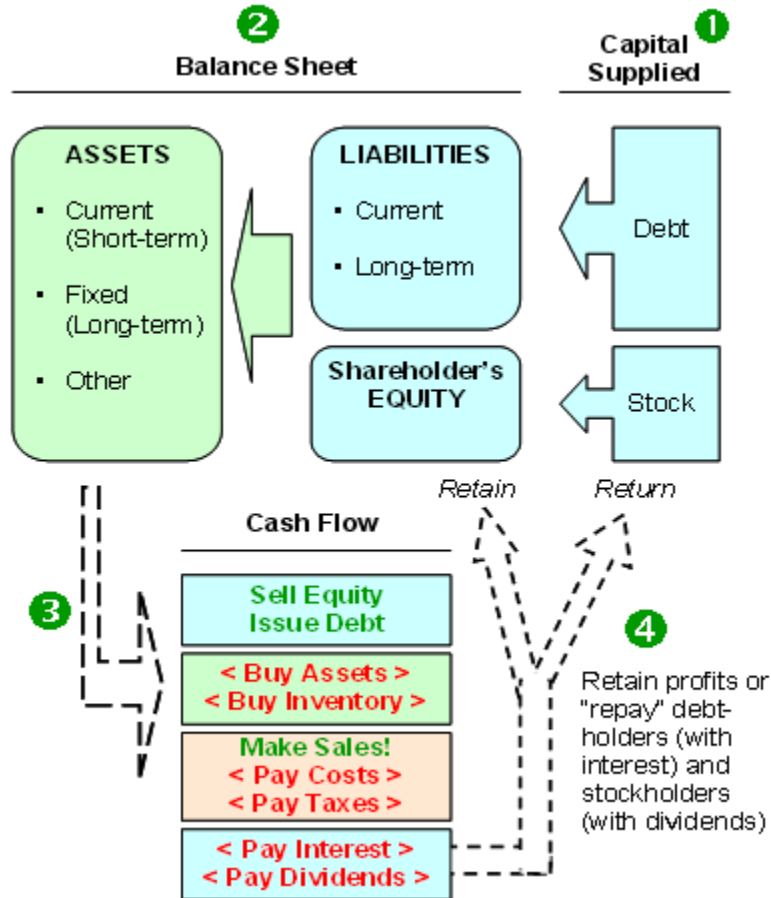 2
Balance Sheet
Capital
Supplied
1
ASSETS
▪ Current
(Short-term)
▪ Fixed
(Long-term)
▪ Other
LIABILITIES
▪ Current
▪ Long-term
Shareholder's
EQUITY
Debt
Stock
Retain
Return
3
Cash Flow
Sell Equity
Issue Debt
< Buy Assets >
< Buy Inventory >
Make Sales!
< Pay Costs >
< Pay Taxes >
< Pay Interest >
< Pay Dividends >
4
Retain profits or
"repay" debt-
holders (with
interest) and
stockholders
(with dividends)